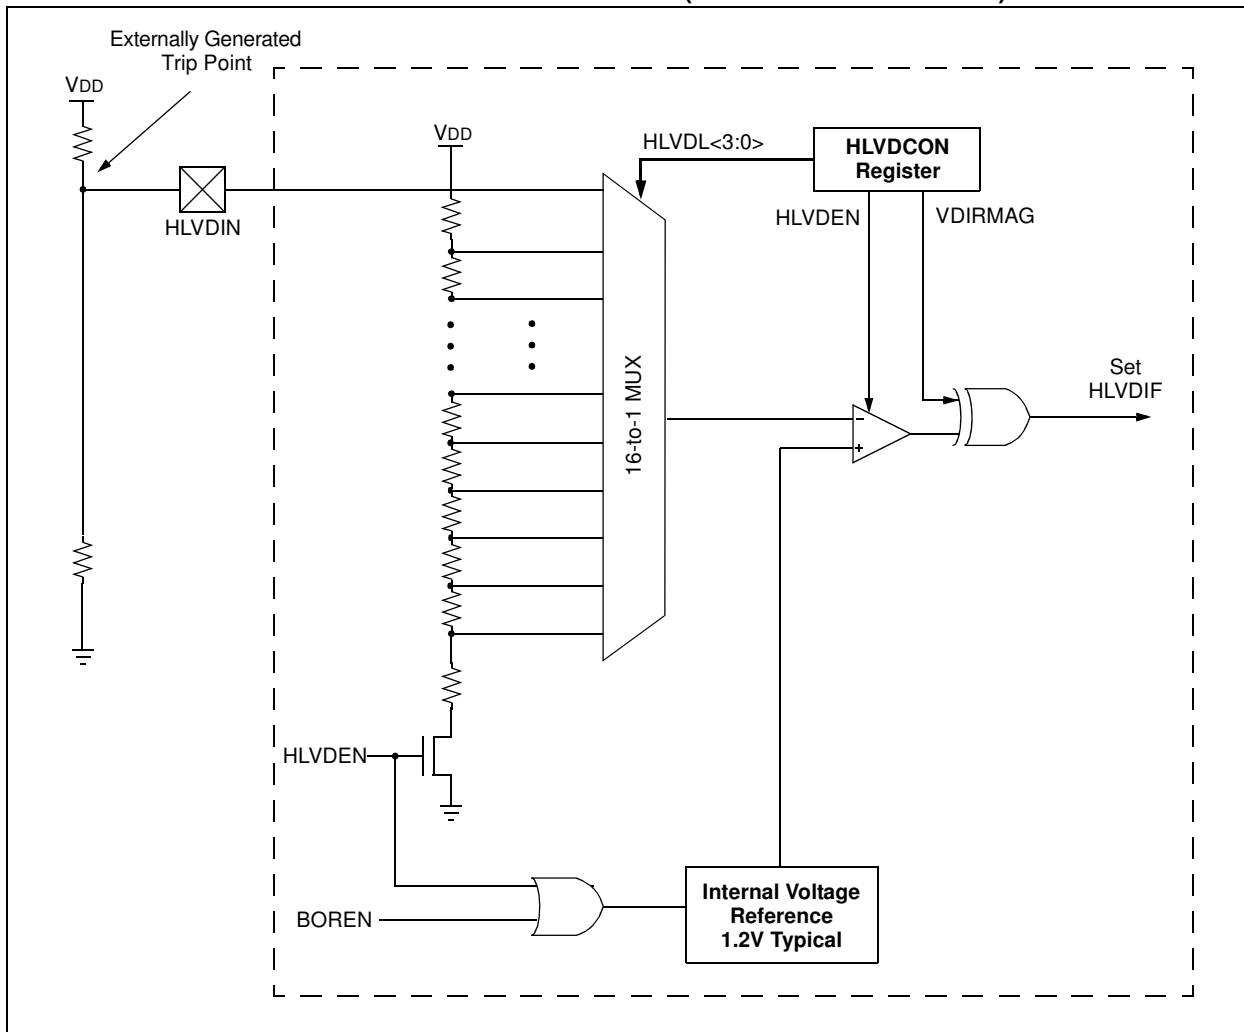 Externally Generated
Trip Point
VDD
VDD
HLVDL<3:0>
HLVDCON
Register
HLVDIN
HLVDEN
VDIRMAG
16-to-1 MUX
Set
HLVDIF
–
+
HLVDEN
BOREN
Internal Voltage
Reference
1.2V Typical